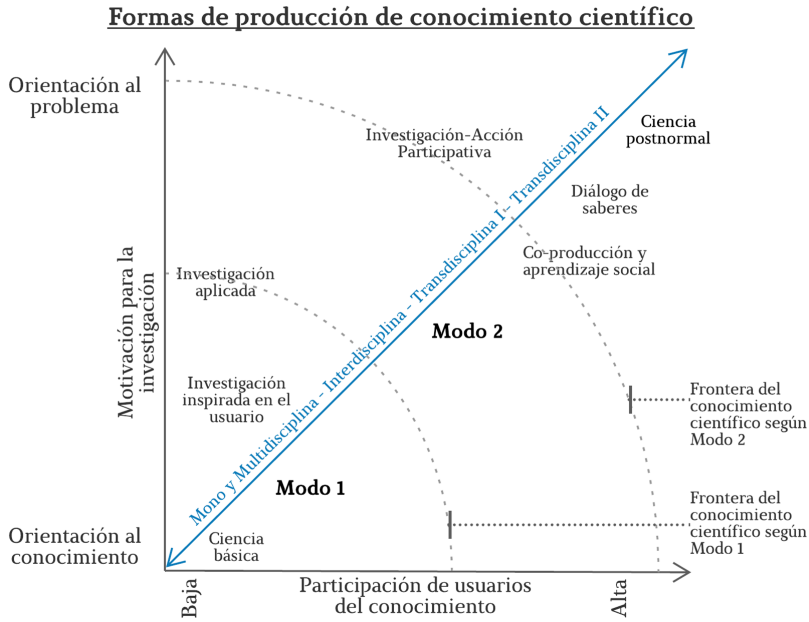 Formas de producción de conocimiento científico
Orientación al
problema
Investigación-Acción
Participativa
Ciencia
postnormal
Diálogo de
saberes
Co-producción y
aprendizaje social
Motivación para la
investigación
Investigación
aplicada
Mono y Multidisciplina - Interdisciplina - Transdisciplina I - Transdisciplina II
Modo 2
Investigación
inspirada en el
usuario
Frontera del
conocimiento
científico según
Modo 2
Modo 1
Frontera del
conocimiento
científico según
Modo 1
Orientación al
conocimiento
Ciencia
básica
Baja
Participación de usuarios
del conocimiento
Alta